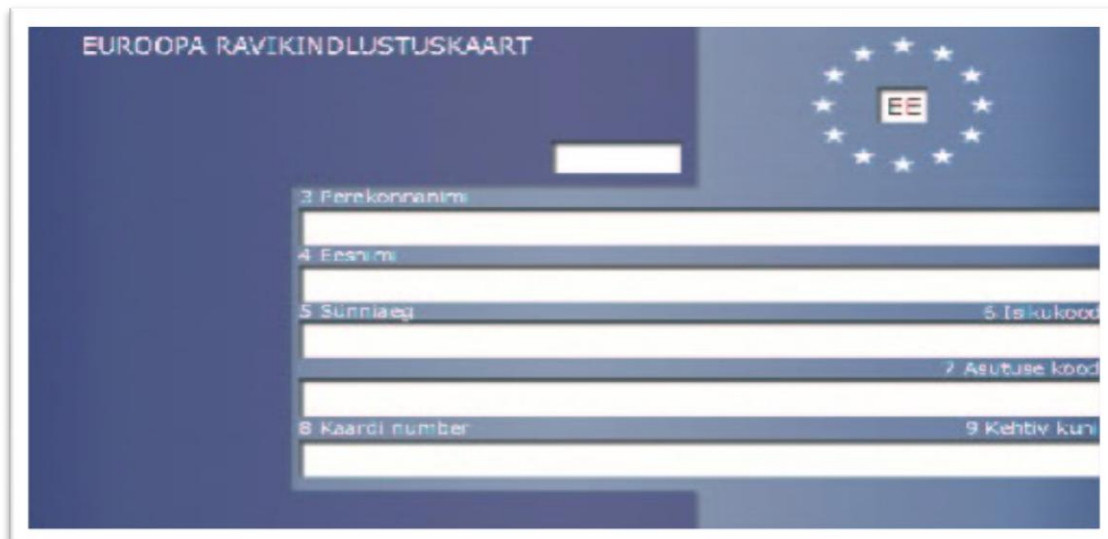 EUROOPA RAVIKINDLUSTUSKAART
EE
3 Perekonnanimi
4 Eesnimi
5 Sünniaeg 6 Isikukood
7 Asutuse kood
8 Kaardi number 9 Kehtiv kuni